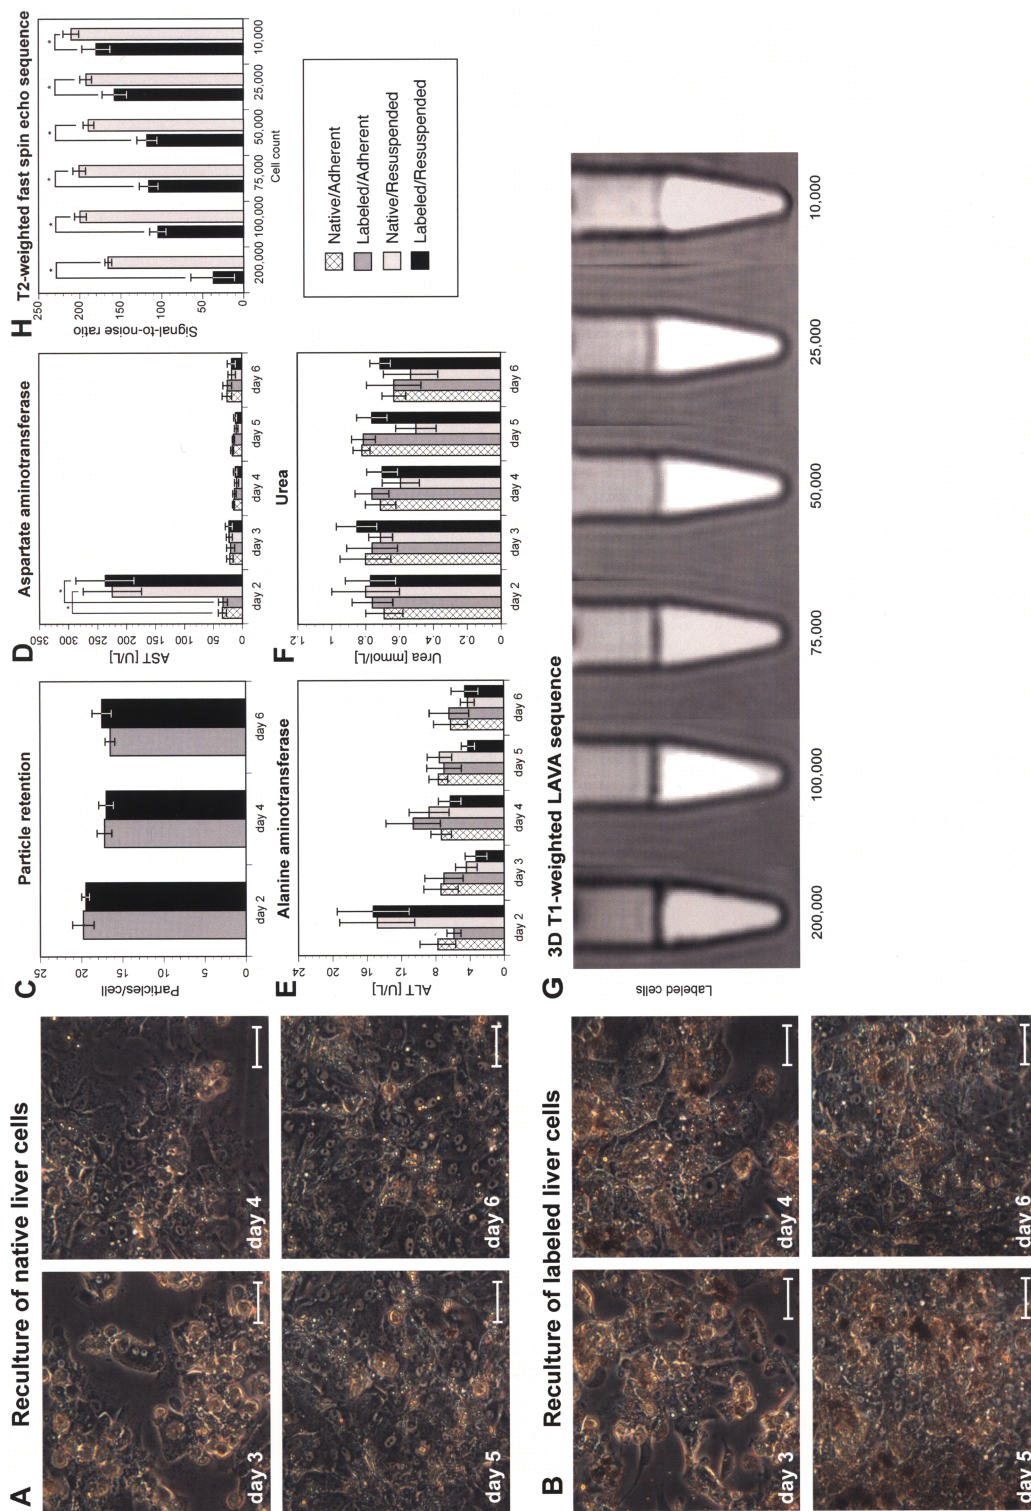 A Reculture of native liver cells
day 3
day 4
day 5
day 6
B Reculture of labeled liver cells
day 3
day 4
day 5
day 6
C Particle retention
Particles/cell
25
20
15
10
5
0
day 2
day 4
day 6
D Aspartate aminotransferase
AST [U/L]
350
300
250
200
150
100
50
0
*
*
day 2
day 3
day 4
day 5
day 6
E Alanine aminotransferase
ALT [U/L]
24
20
16
12
8
4
0
day 2
day 3
day 4
day 5
day 6
F Urea
Urea [mmol/L]
1.2
1
0.8
0.6
0.4
0.2
0
day 2
day 3
day 4
day 5
day 6
G 3D T1-weighted LAVA sequence
Labeled cells
200,000
100,000
75,000
50,000
25,000
10,000
H T2-weighted fast spin echo sequence
Signal-to-noise ratio
250
200
150
100
50
0
* * * * * *
200,000 100,000 75,000 50,000 25,000 10,000
Cell count
Native/Adherent
Labeled/Adherent
Native/Resuspended
Labeled/Resuspended